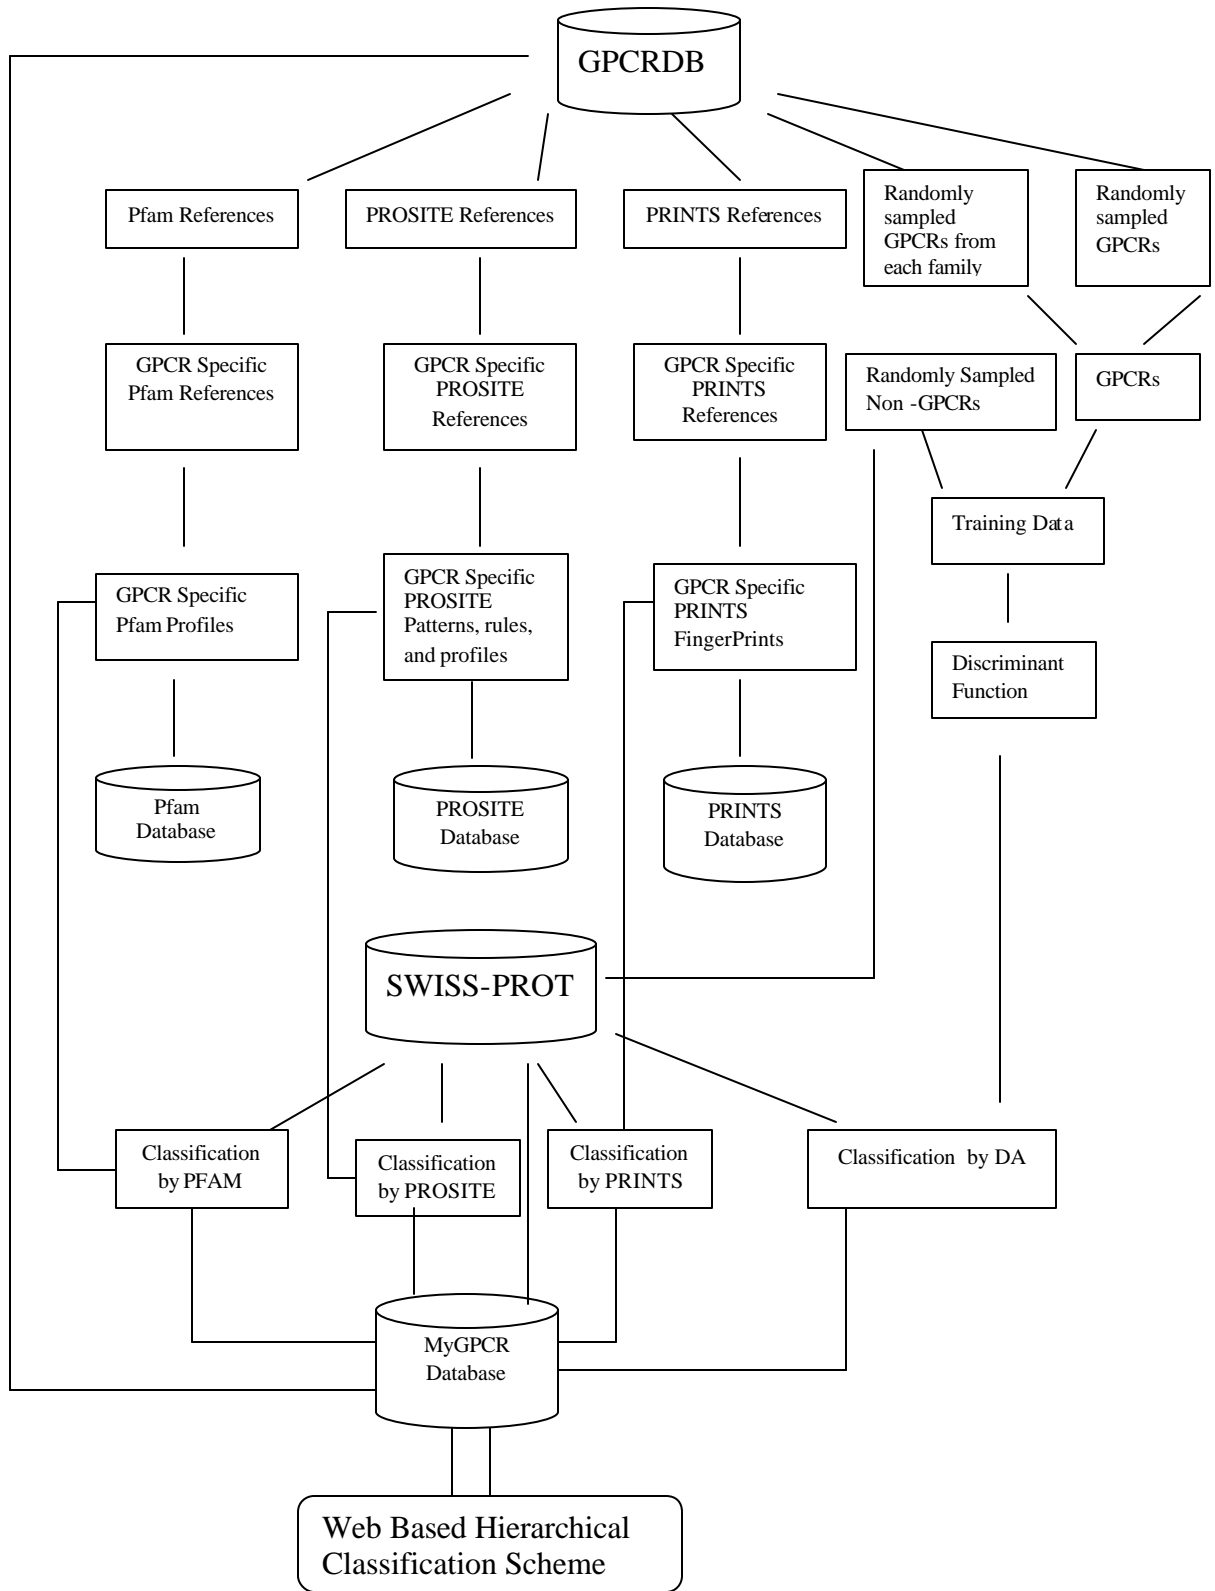 GPCRDB
Pfam References
PROSITE References
PRINTS References
Randomly
sampled
GPCRs from
each family
Randomly
sampled
GPCRs
GPCR Specific
Pfam References
GPCR Specific
PROSITE
References
GPCR Specific
PRINTS
References
Randomly Sampled
Non -GPCRs
GPCRs
Training Data
GPCR Specific
Pfam Profiles
GPCR Specific
PROSITE
Patterns, rules,
and profiles
GPCR Specific
PRINTS
FingerPrints
Discriminant
Function
Pfam
Database
PROSITE
Database
PRINTS
Database
SWISS-PROT
Classification
by PFAM
Classification
by PROSITE
Classification
by PRINTS
Classification by DA
MyGPCR
Database
Web Based Hierarchical
Classification Scheme